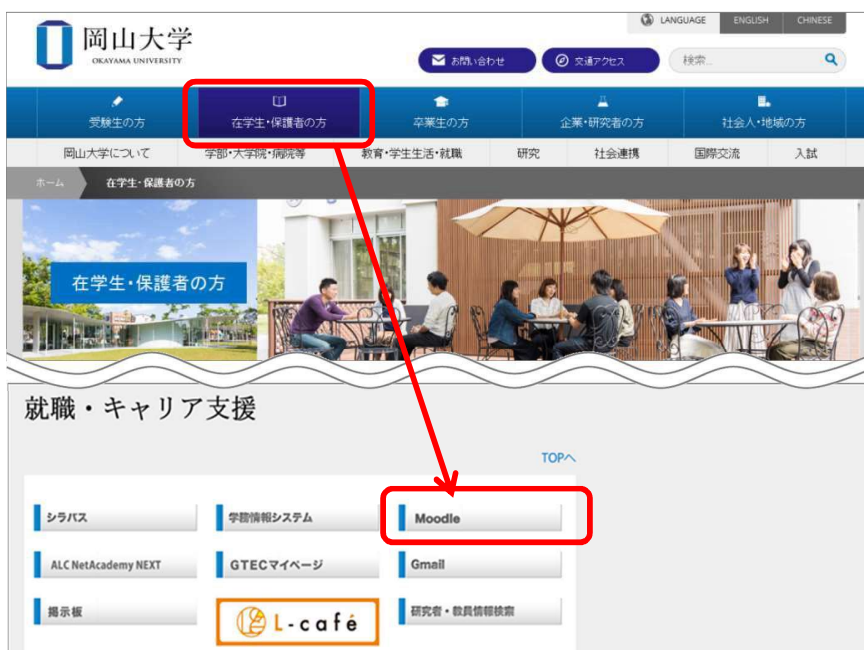 LANGUAGE ENGLISH CHINESE
岡山大学
OKAYAMA UNIVERSITY
お問い合わせ 交通アクセス 検索...
受験生の方 在学生・保護者の方 卒業生の方 企業・研究者の方 社会人・地域の方
岡山大学について 学部・大学院・病院等 教育・学生生活・就職 研究 社会連携 国際交流 入試
ホーム 在学生・保護者の方
在学生・保護者の方
就職・キャリア支援
TOPへ
シラバス 学務情報システム Moodle
ALC NetAcademy NEXT GTECマイページ Gmail
掲示板 L-café 研究者・教員情報検索